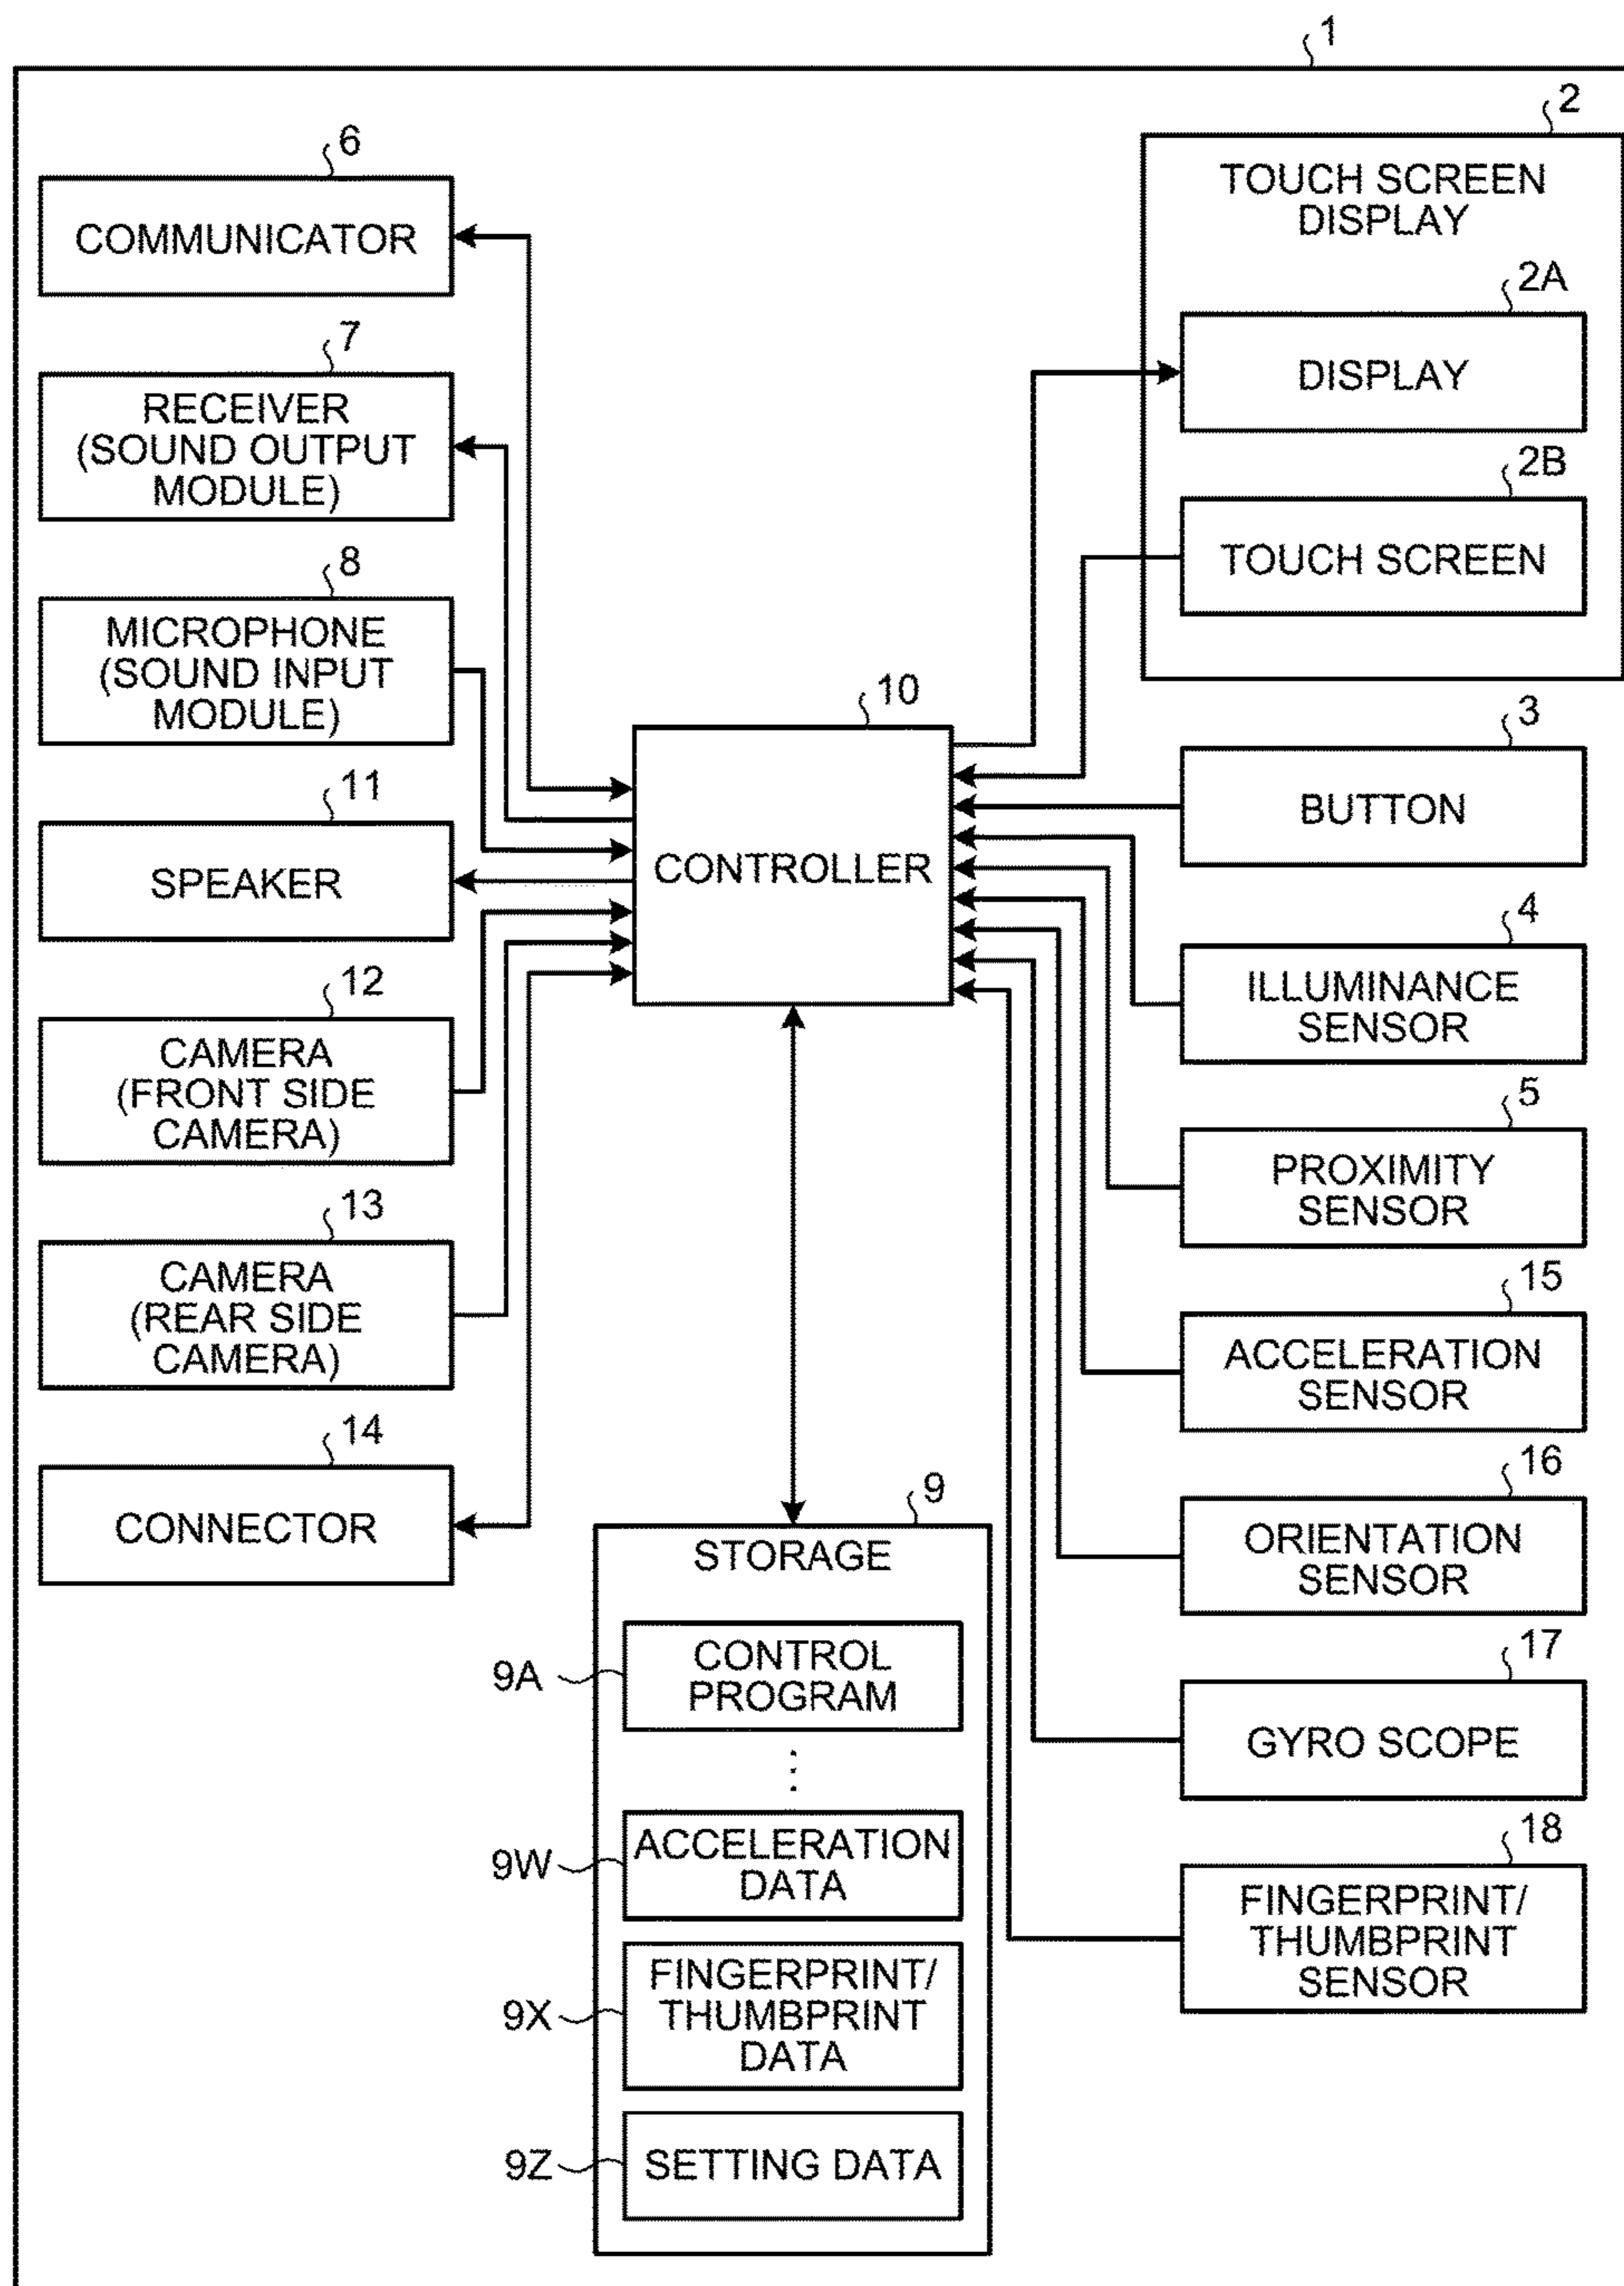 1
6
COMMUNICATOR
7
RECEIVER
(SOUND OUTPUT
MODULE)
8
MICROPHONE
(SOUND INPUT
MODULE)
11
SPEAKER
12
CAMERA
(FRONT SIDE
CAMERA)
13
CAMERA
(REAR SIDE
CAMERA)
14
CONNECTOR
10
CONTROLLER
9
STORAGE
9A
CONTROL
PROGRAM
9W
ACCELERATION
DATA
9X
FINGERPRINT/
THUMBPRINT
DATA
9Z
SETTING DATA
2
TOUCH SCREEN
DISPLAY
2A
DISPLAY
2B
TOUCH SCREEN
3
BUTTON
4
ILLUMINANCE
SENSOR
5
PROXIMITY
SENSOR
15
ACCELERATION
SENSOR
16
ORIENTATION
SENSOR
17
GYRO SCOPE
18
FINGERPRINT/
THUMBPRINT
SENSOR